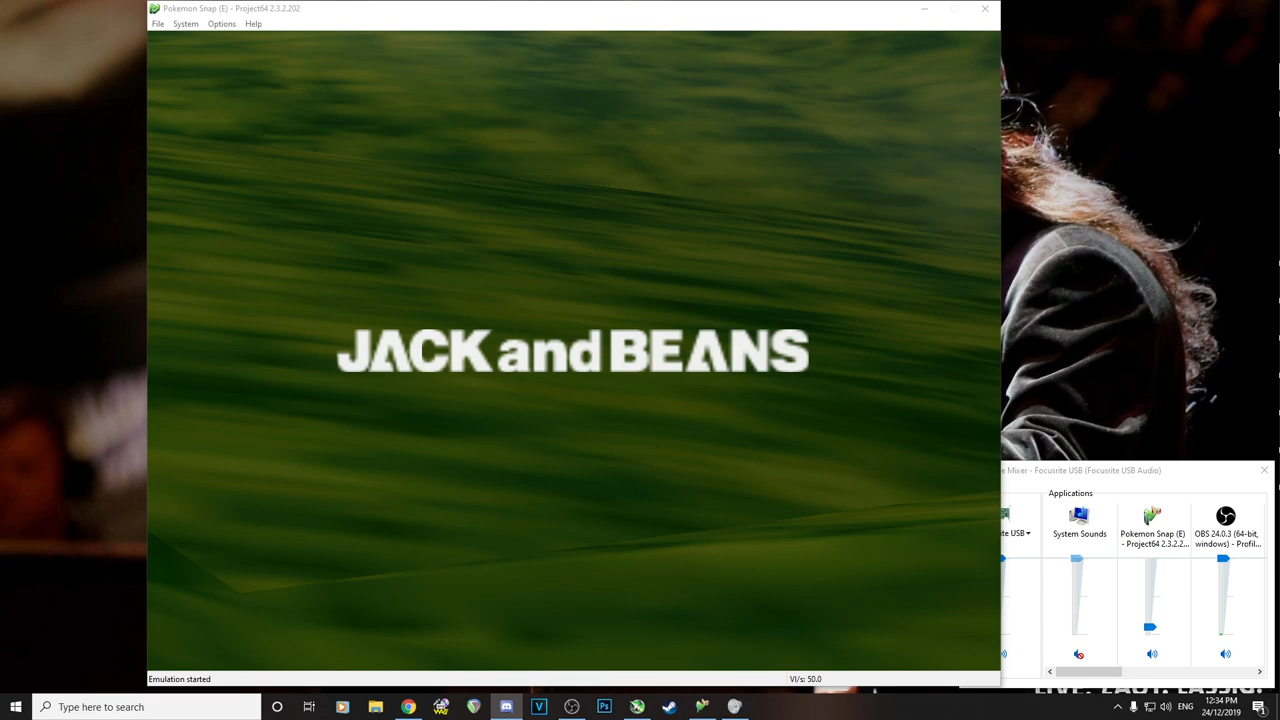 Pokemon Snap (E) - Project64 2.3.2.202
File System Options Help
JACK and BEANS
e Mixer - Focusrite USB (Focusrite USB Audio)
Applications
ite USB
System Sounds
Pokemon Snap (E)
- Project64 2.3.2.2...
OBS 24.0.3 (64-bit,
windows) - Profil...
Emulation started
VI/s: 50.0
Type here to search
ENG
12:34 PM
24/12/2019